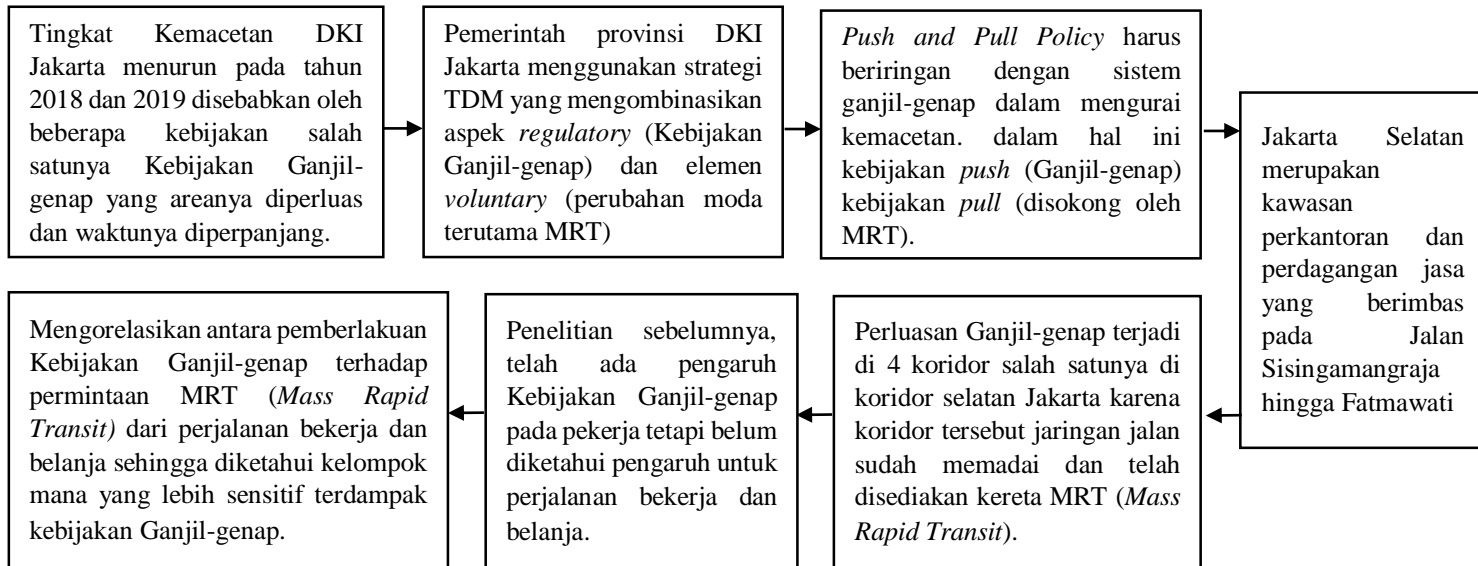 Tingkat Kemacetan DKI
Jakarta menurun pada tahun
2018 dan 2019 disebabkan oleh
beberapa kebijakan salah
satunya Kebijakan Ganjil-
genap yang areanya diperluas
dan waktunya diperpanjang.
Pemerintah provinsi DKI
Jakarta menggunakan strategi
TDM yang mengombinasikan
aspek regulatory (Kebijakan
Ganjil-genap) dan elemen
voluntary (perubahan moda
terutama MRT)
Push and Pull Policy harus
beriringan dengan sistem
ganjil-genap dalam mengurai
kemacetan. dalam hal ini
kebijakan push (Ganjil-genap)
kebijakan pull (disokong oleh
MRT).
Jakarta Selatan
merupakan
kawasan
perkantoran dan
perdagangan jasa
yang berimbas
pada Jalan
Sisingamangraja
hingga Fatmawati
Perluasan Ganjil-genap terjadi
di 4 koridor salah satunya di
koridor selatan Jakarta karena
koridor tersebut jaringan jalan
sudah memadai dan telah
disediakan kereta MRT (Mass
Rapid Transit).
Penelitian sebelumnya,
telah ada pengaruh
Kebijakan Ganjil-genap
pada pekerja tetapi belum
diketahui pengaruh untuk
perjalanan bekerja dan
belanja.
Mengorelasikan antara pemberlakuan
Kebijakan Ganjil-genap terhadap
permintaan MRT (Mass Rapid
Transit) dari perjalanan bekerja dan
belanja sehingga diketahui kelompok
mana yang lebih sensitif terdampak
kebijakan Ganjil-genap.